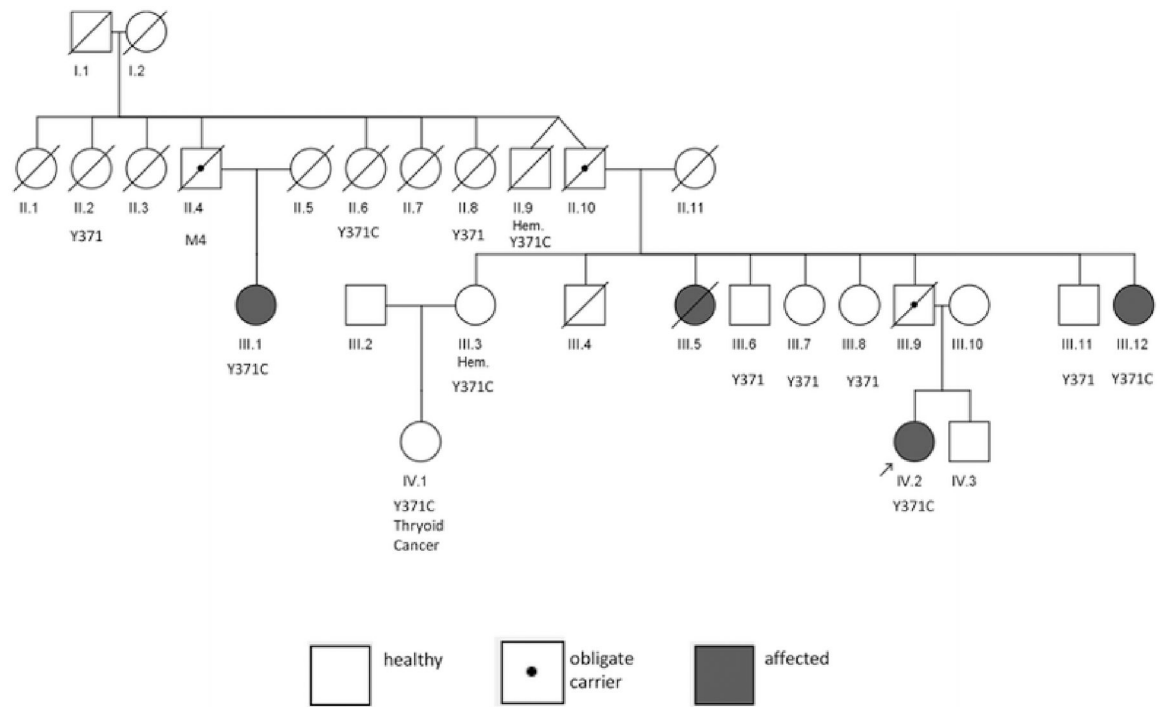 I.1 I.2
II.1 II.2 II.3 II.4 II.5 II.6 II.7 II.8 II.9 II.10 II.11
Y371 M4 Y371C Y371 Hem.
Y371C
III.1 III.2 III.3 III.4 III.5 III.6 III.7 III.8 III.9 III.10 III.11 III.12
Y371C Hem.
Y371C Y371 Y371 Y371 Y371 Y371C
IV.1 IV.2 IV.3
Y371C Y371C
Thryoid
Cancer
healthy obligate affected
carrier